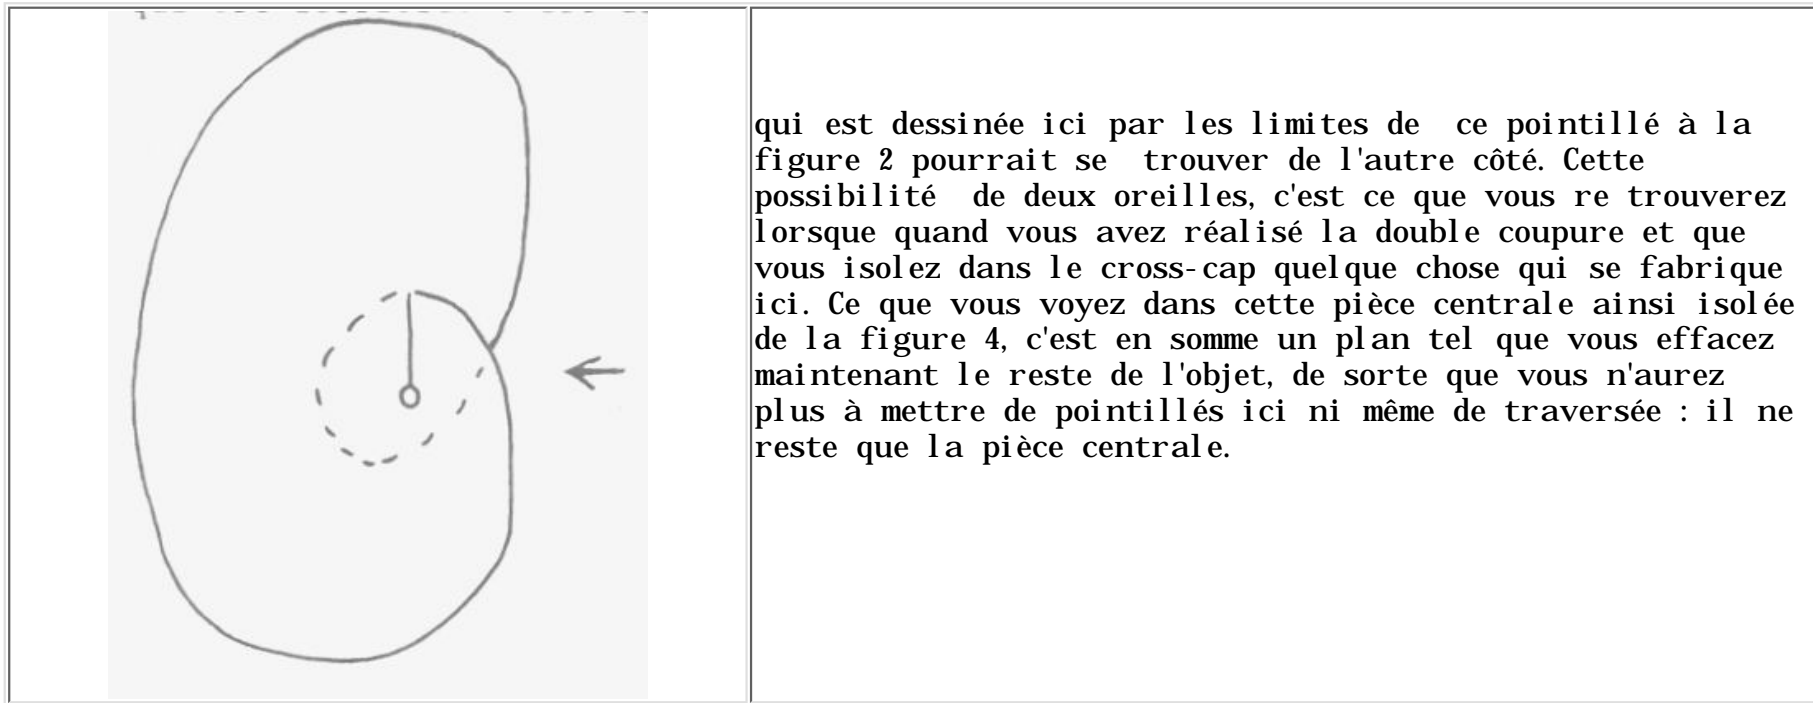 qui est dessinée ici par les limites de ce pointillé à la
figure 2 pourrait se trouver de l'autre côté. Cette
possibilité de deux oreilles, c'est ce que vous re trouverez
lorsque quand vous avez réalisé la double coupure et que
vous isolez dans le cross-cap quelque chose qui se fabrique
ici. Ce que vous voyez dans cette pièce centrale ainsi isolée
de la figure 4, c'est en somme un plan tel que vous effacez
maintenant le reste de l'objet, de sorte que vous n'aurez
plus à mettre de pointillés ici ni même de traversée : il ne
reste que la pièce centrale.